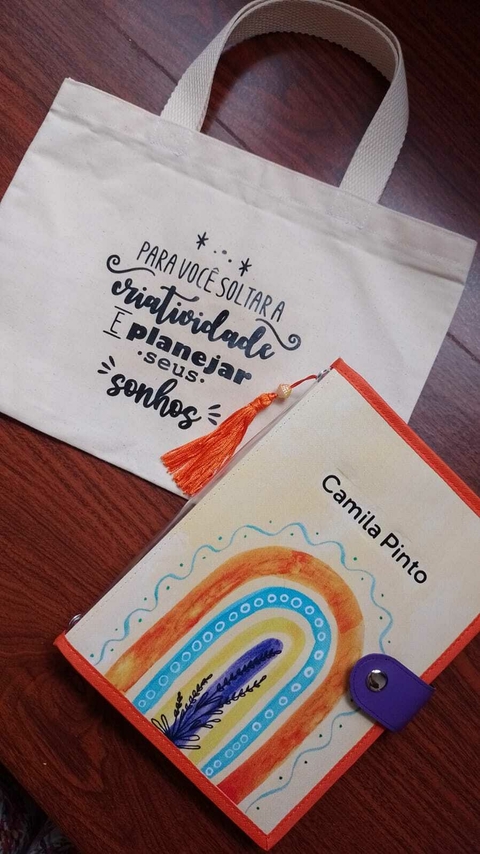 PARA VOCÊ SOLTAR A
criatividade
E planejar
seus
sonhos
Camila Pinto